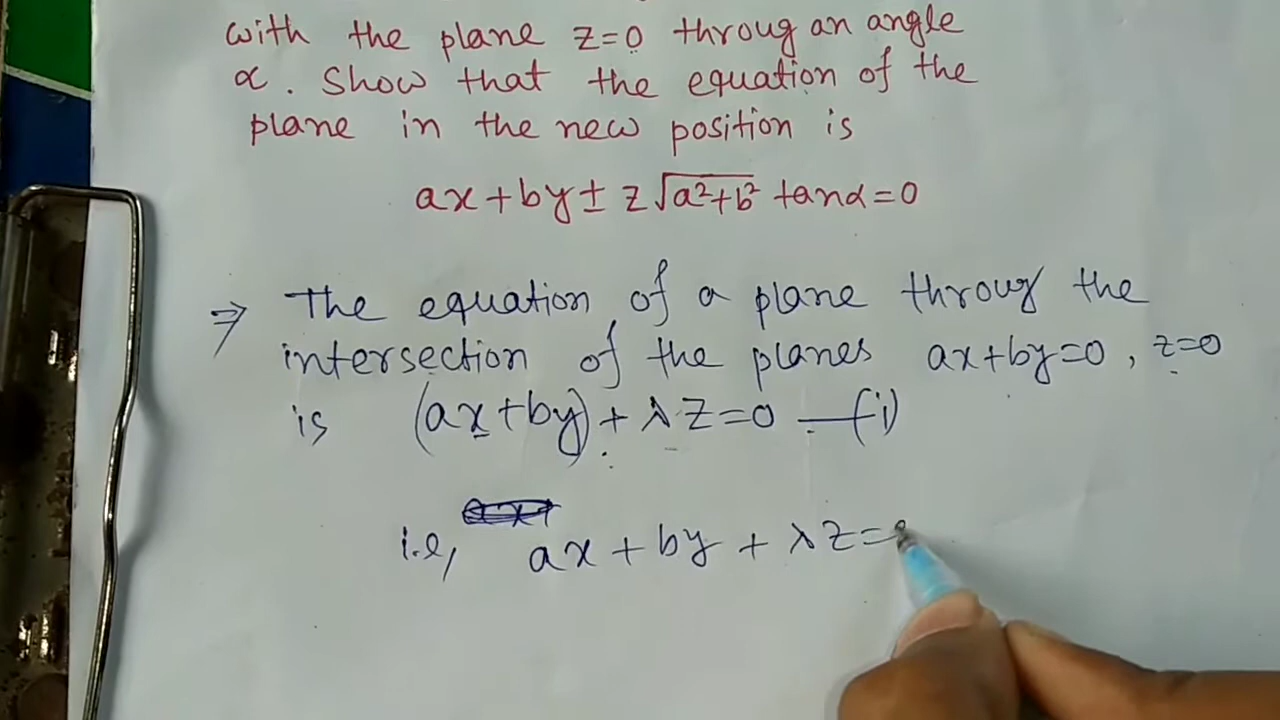 with the plane z=0 throug an angle
α. Show that the equation of the
plane in the new position is
ax+by± z√a²+b² tanα=0
⇒ The equation of a plane throug the
intersection of the planes ax+by=0, z=0
is (ax+by)+λz=0 —(i)
i.e, ax+by+λz=